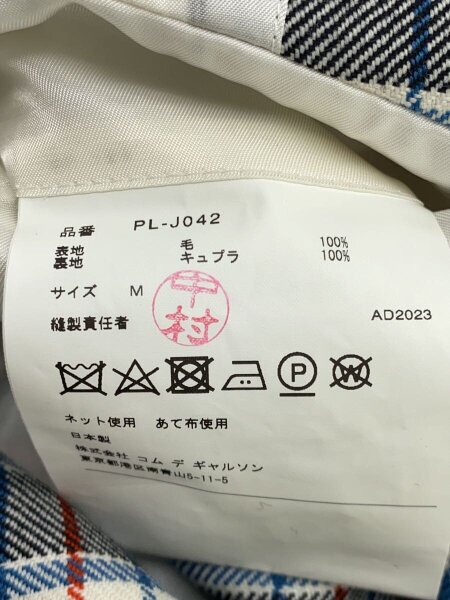 品番 PL-J042
表地 毛 100%
裏地 キュプラ 100%
サイズ M
中村
縫製責任者 AD2023
P W
ネット使用 あて布使用
日本製
株式会社 コム デ ギャルソン
東京都港区南青山5-11-5